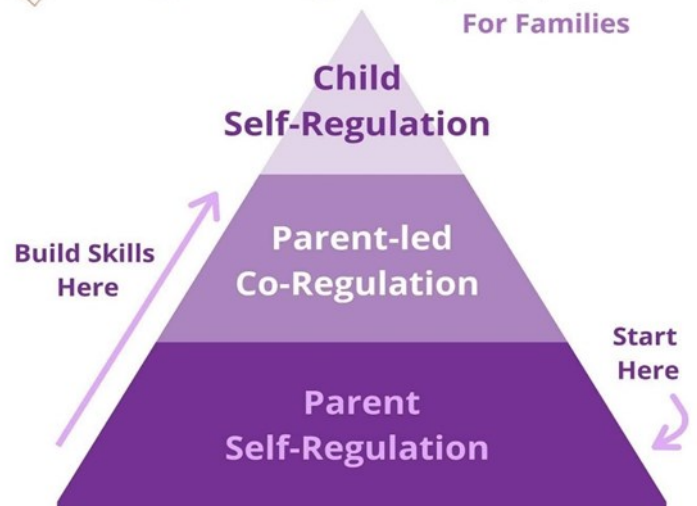 For Families
Child
Self-Regulation
Parent-led
Co-Regulation
Build Skills
Here
Start
Here
Parent
Self-Regulation